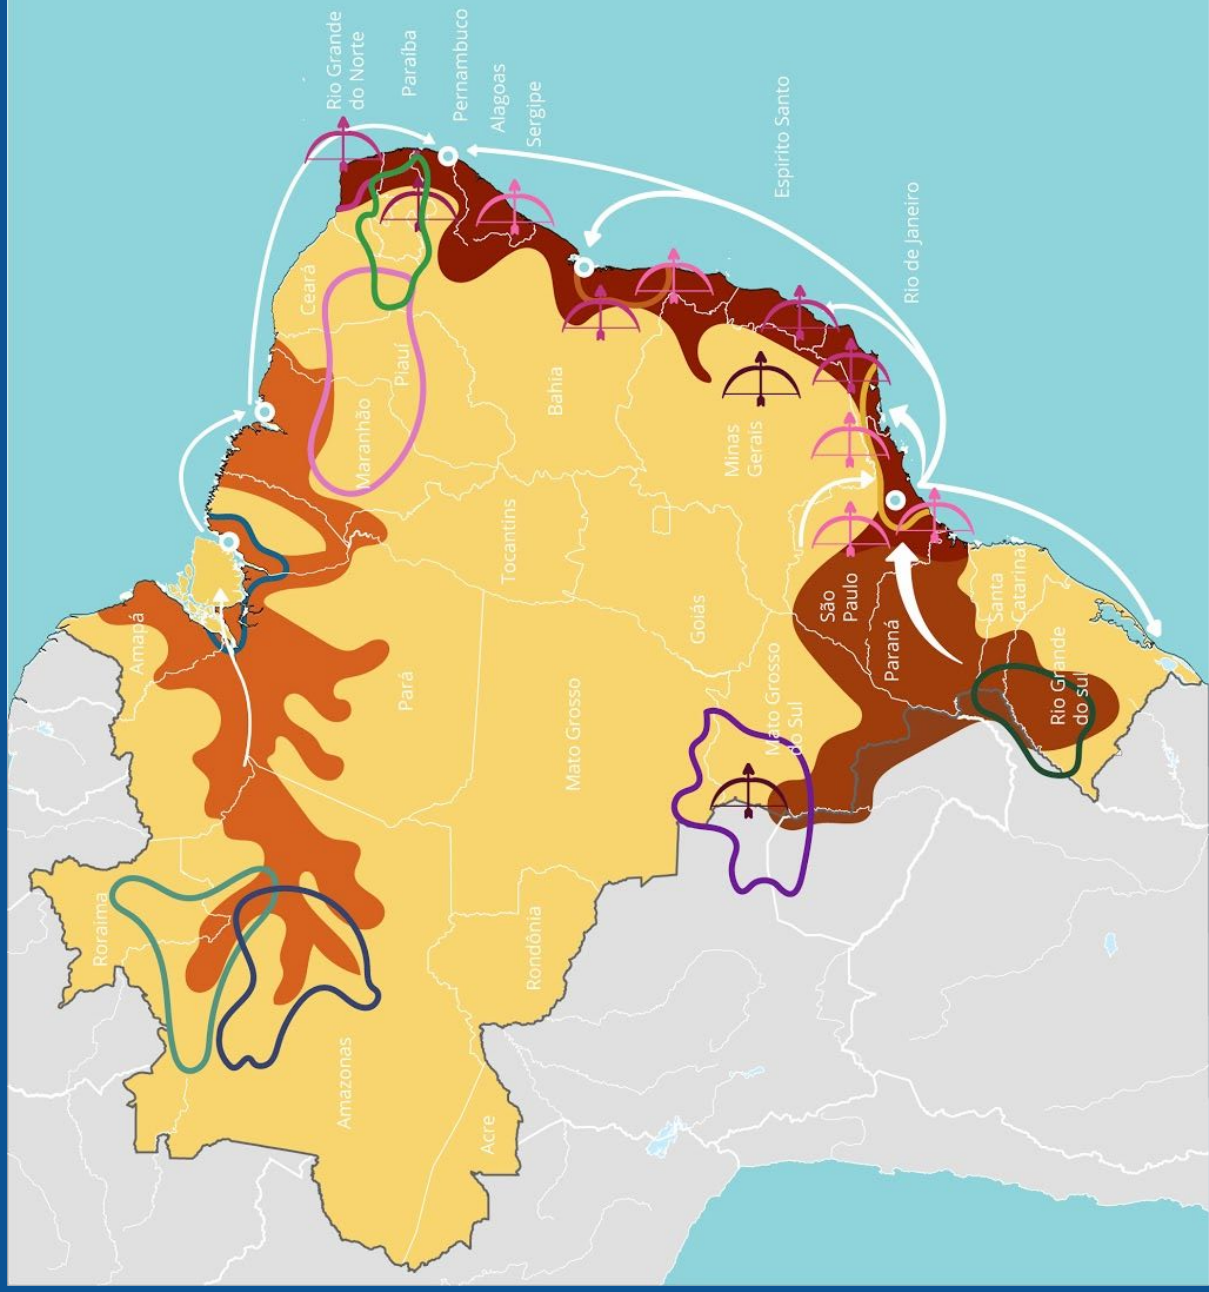 Rio Grande
do Norte
Paraíba
Pernambuco
Alagoas
Sergipe
Espírito Santo
Rio de Janeiro
Ceará
Piauí
Maranhão
Bahia
Minas
Gerais
Tocantins
Goiás
São
Paulo
Paraná
Santa
Catarina
Rio Grande
do sul
Mato Grosso
do Sul
Mato Grosso
Pará
Amapá
Roraima
Rondônia
Amazonas
Acre